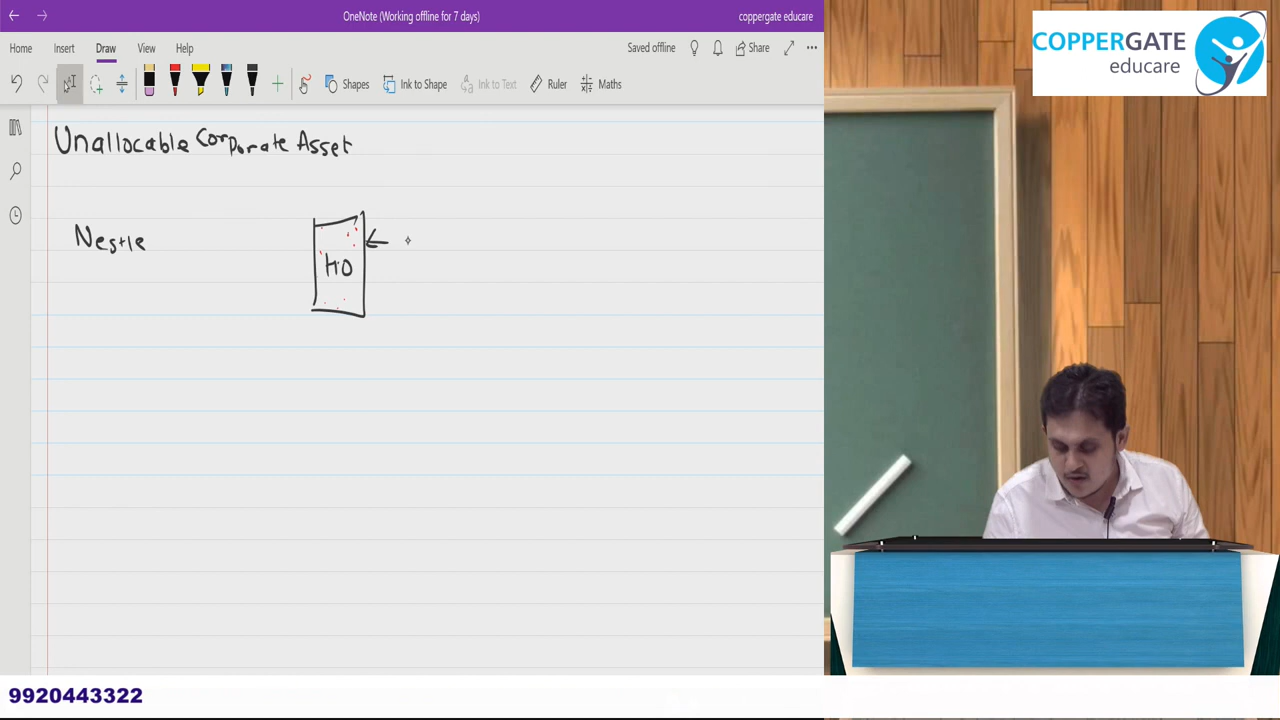 OneNote (Working offline for 7 days)
coppergate educare
Home Insert Draw View Help
Saved offline
Share
Shapes
Ink to Shape
Ink to Text
Ruler
Maths
COPPERGATE
educare
Unallocable Corporate Asset
Nestle
HO
9920443322